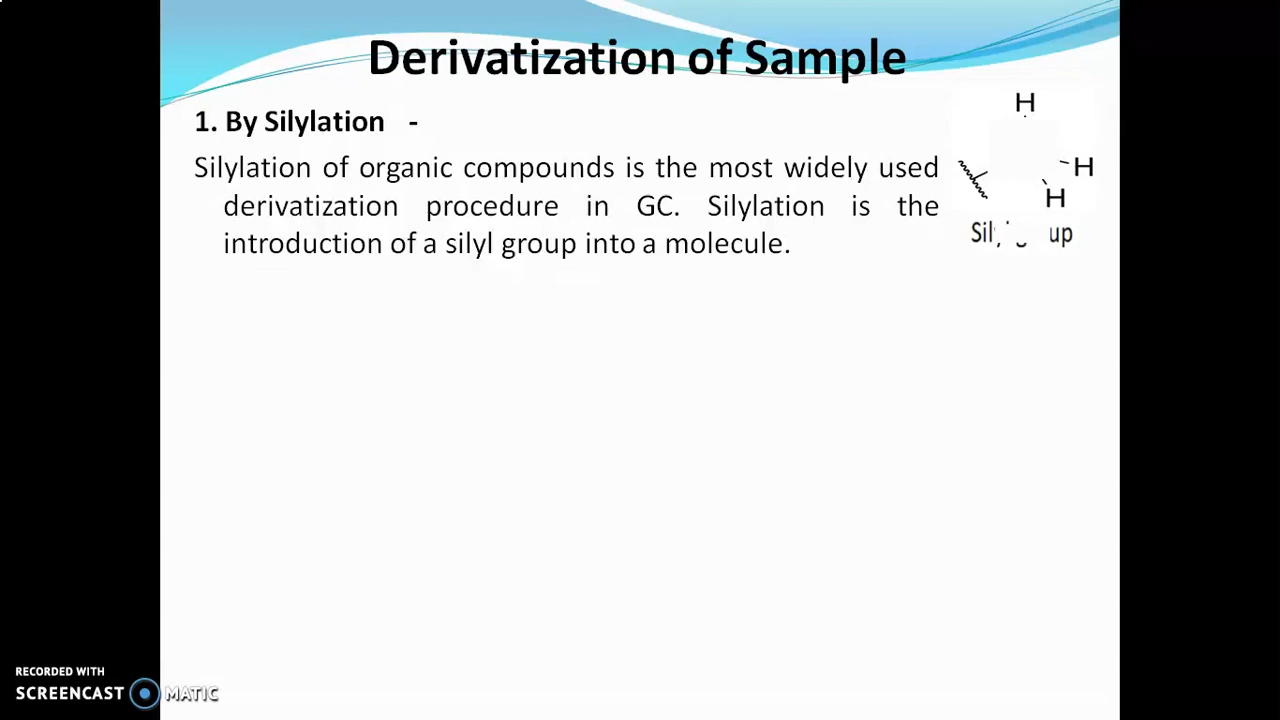 Derivatization of Sample
1. By Silylation -
Silylation of organic compounds is the most widely used
derivatization procedure in GC. Silylation is the
introduction of a silyl group into a molecule.
H
H
H
RECORDED WITH
SCREENCAST MATIC